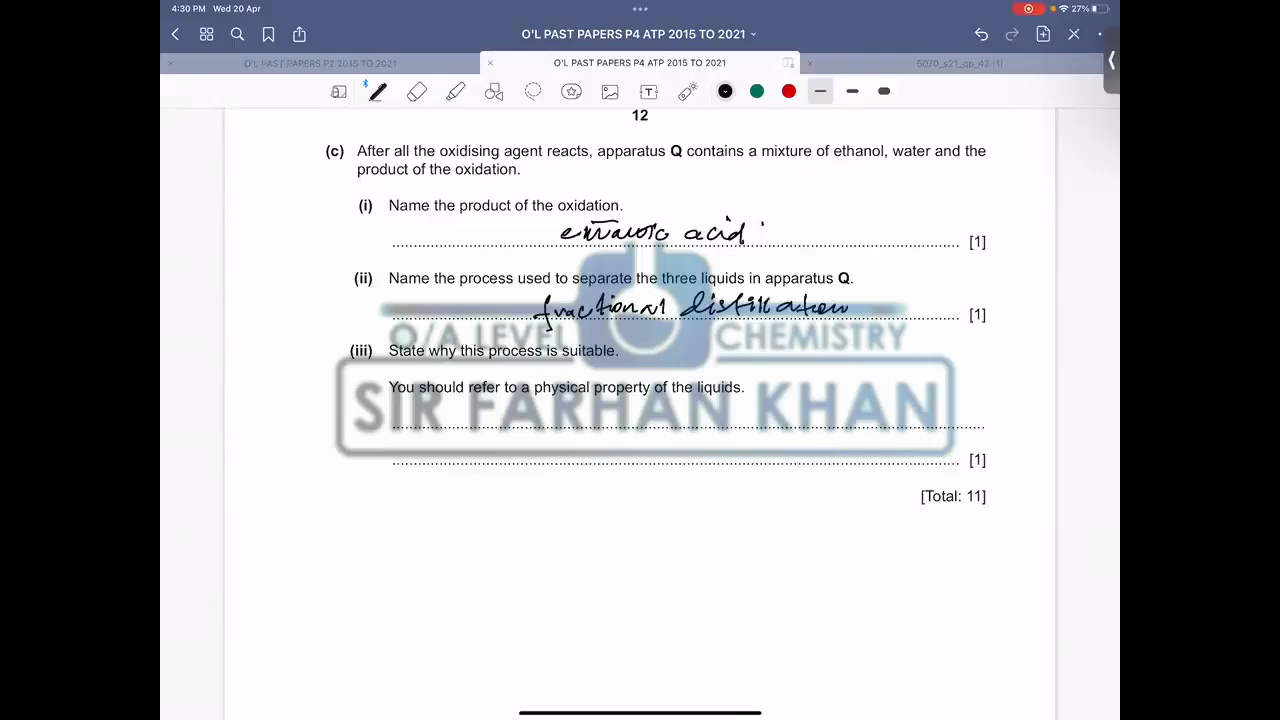 4:30 PM Wed 20 Apr
27%
O'L PAST PAPERS P4 ATP 2015 TO 2021
O'L PAST PAPERS P2 2015 TO 2021
O'L PAST PAPERS P4 ATP 2015 TO 2021
5070_s21_qp_42 (1)
12
(c) After all the oxidising agent reacts, apparatus Q contains a mixture of ethanol, water and the
product of the oxidation.
(i) Name the product of the oxidation.
ethanoic acid
[1]
(ii) Name the process used to separate the three liquids in apparatus Q.
fractional distillation
[1]
O/A LEVEL CHEMISTRY
(iii) State why this process is suitable.
You should refer to a physical property of the liquids.
SIR FARHAN KHAN
[1]
[Total: 11]